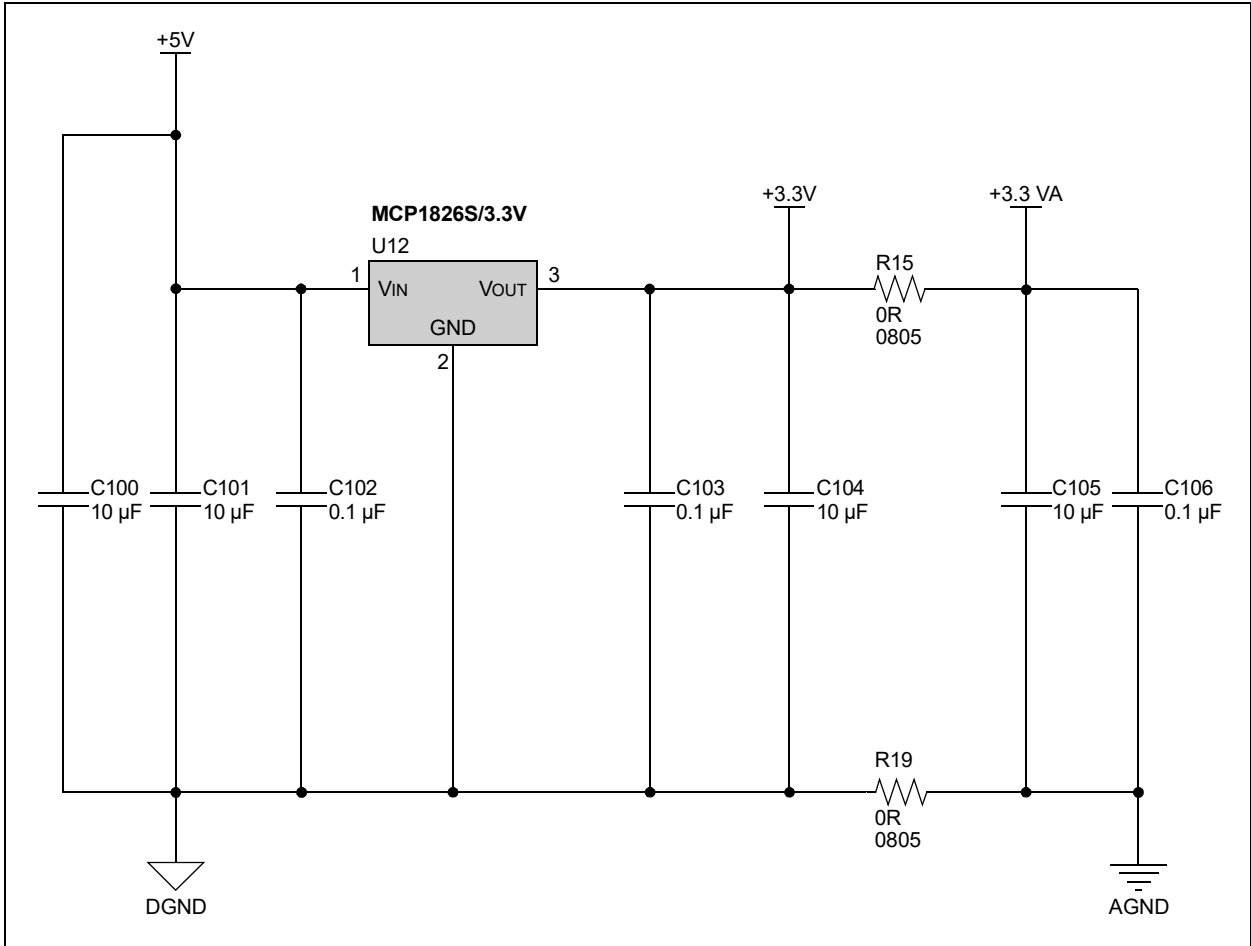 +5V
+3.3V
+3.3 VA
MCP1826S/3.3V
U12
1
VIN
VOUT
3
GND
2
R15
0R
0805
C100
10 µF
C101
10 µF
C102
0.1 µF
C103
0.1 µF
C104
10 µF
C105
10 µF
C106
0.1 µF
R19
0R
0805
DGND
AGND